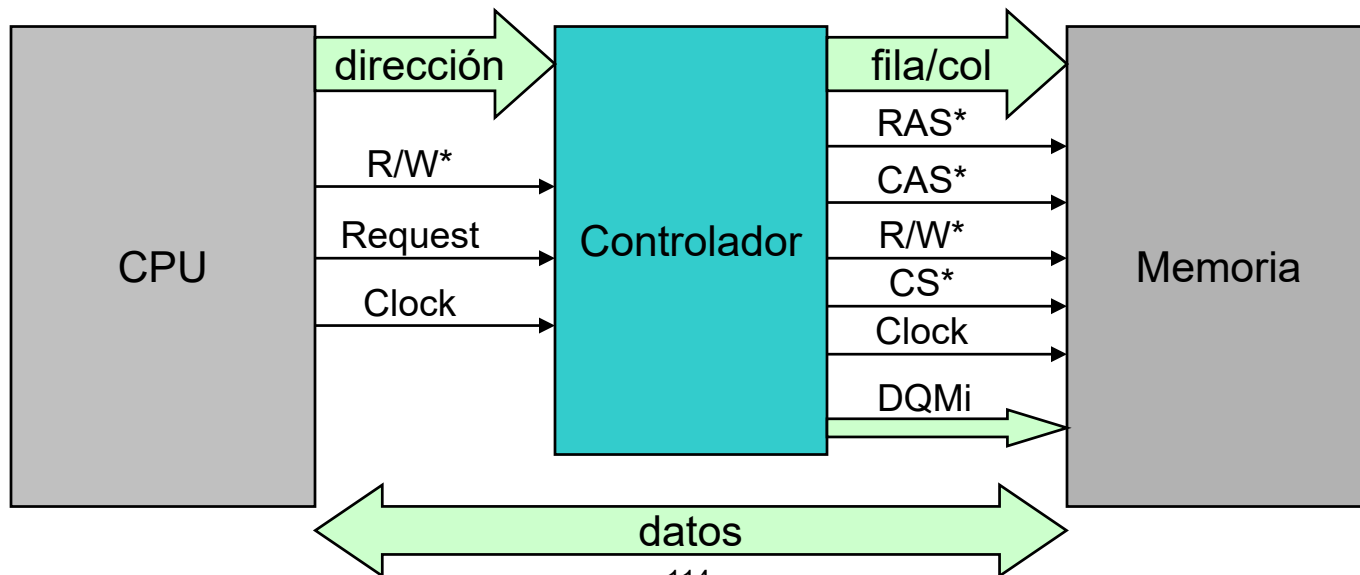 dirección
fila/col
RAS*
R/W*
CAS*
Request
R/W*
CPU
Controlador
Memoria
CS*
Clock
Clock
DQMi
datos